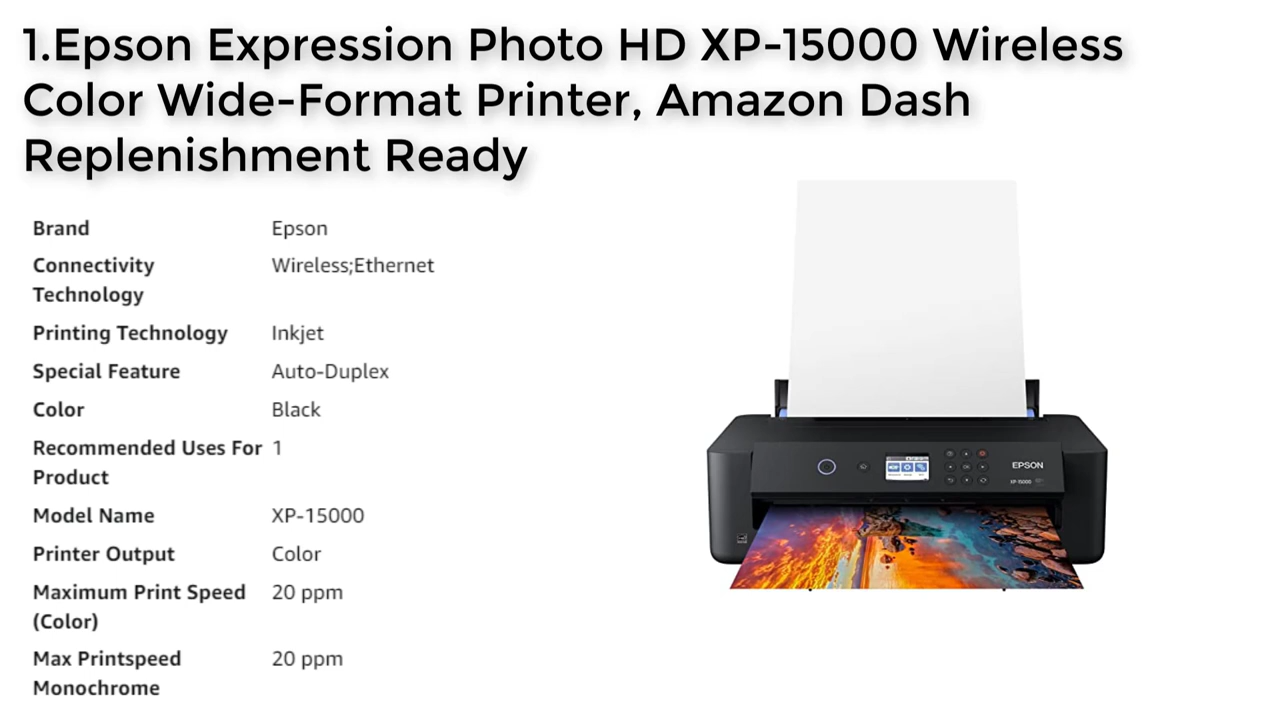 1.Epson Expression Photo HD XP-15000 Wireless
Color Wide-Format Printer, Amazon Dash
Replenishment Ready
Brand Epson
Connectivity Wireless;Ethernet
Technology
Printing Technology Inkjet
Special Feature Auto-Duplex
Color Black
Recommended Uses For 1
Product
Model Name XP-15000
Printer Output Color
Maximum Print Speed 20 ppm
(Color)
Max Printspeed 20 ppm
Monochrome
EPSON
XP-15000